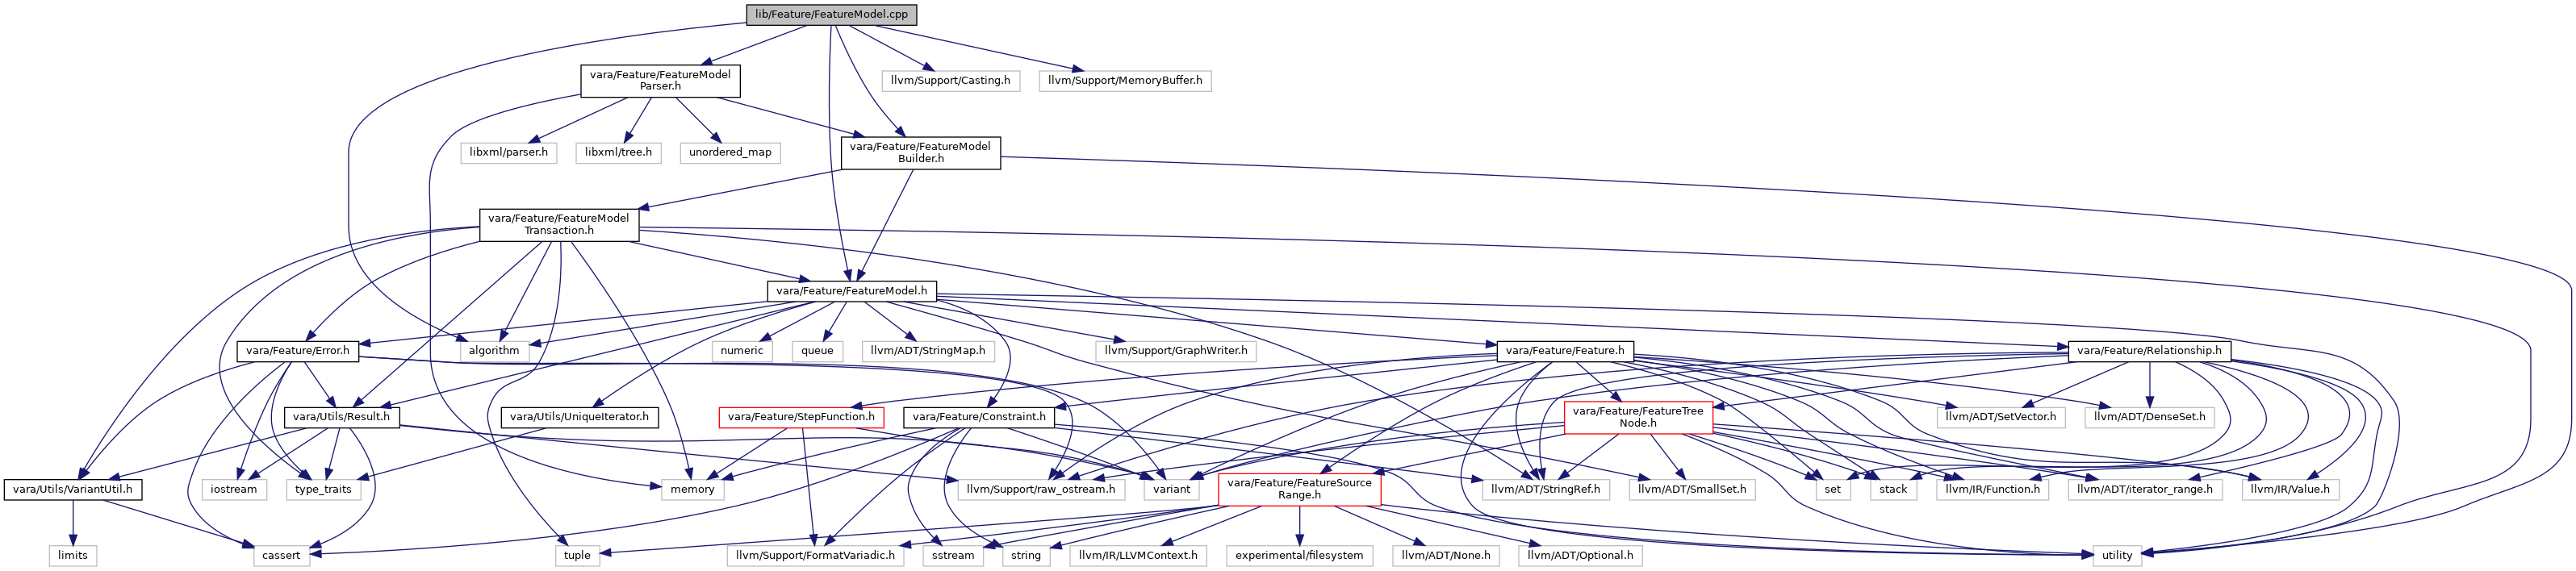 lib/Feature/FeatureModel.cpp
vara/Feature/FeatureModel
Parser.h
llvm/Support/Casting.h
llvm/Support/MemoryBuffer.h
libxml/parser.h
libxml/tree.h
unordered_map
vara/Feature/FeatureModel
Builder.h
vara/Feature/FeatureModel
Transaction.h
vara/Feature/FeatureModel.h
vara/Feature/Error.h
algorithm
numeric
queue
llvm/ADT/StringMap.h
llvm/Support/GraphWriter.h
vara/Feature/Feature.h
vara/Feature/Relationship.h
vara/Utils/Result.h
vara/Utils/UniqueIterator.h
vara/Feature/StepFunction.h
vara/Feature/Constraint.h
vara/Feature/FeatureTree
Node.h
llvm/ADT/SetVector.h
llvm/ADT/DenseSet.h
vara/Utils/VariantUtil.h
iostream
type_traits
memory
llvm/Support/raw_ostream.h
variant
vara/Feature/FeatureSource
Range.h
llvm/ADT/StringRef.h
llvm/ADT/SmallSet.h
set
stack
llvm/IR/Function.h
llvm/ADT/iterator_range.h
llvm/IR/Value.h
limits
cassert
tuple
llvm/Support/FormatVariadic.h
sstream
string
llvm/IR/LLVMContext.h
experimental/filesystem
llvm/ADT/None.h
llvm/ADT/Optional.h
utility